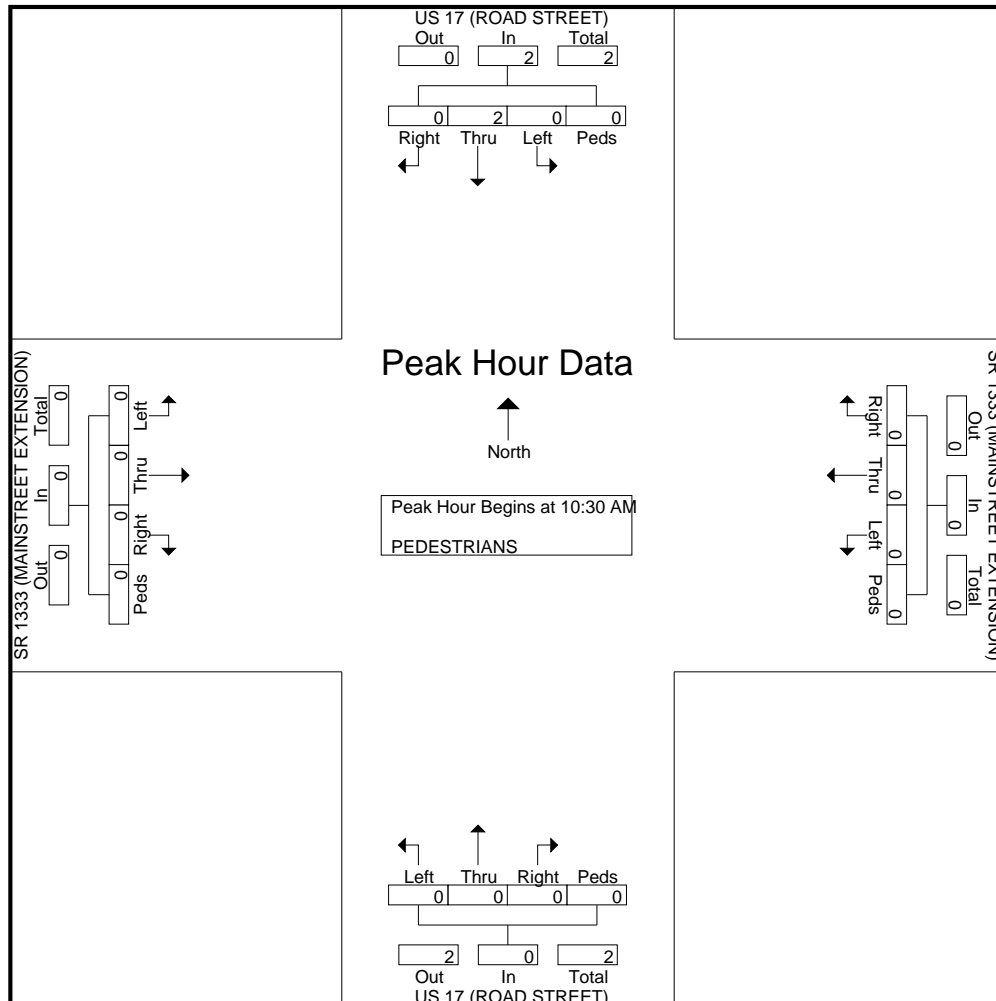 US 17 (ROAD STREET)
Out In Total
0 2 2
0 2 0 0
Right Thru Left Peds
Peak Hour Data
North
Peak Hour Begins at 10:30 AM
PEDESTRIANS
SR 1333 (MAINSTREET EXTENSION)
Out In Total
0 0 0
Left Thru Right Peds
0 0 0 0
SR 1333 (MAINSTREET EXTENSION)
Out In Total
0 0 0
Right Thru Left Peds
0 0 0 0
Left Thru Right Peds
0 0 0 0
2 0 2
Out In Total
US 17 (ROAD STREET)